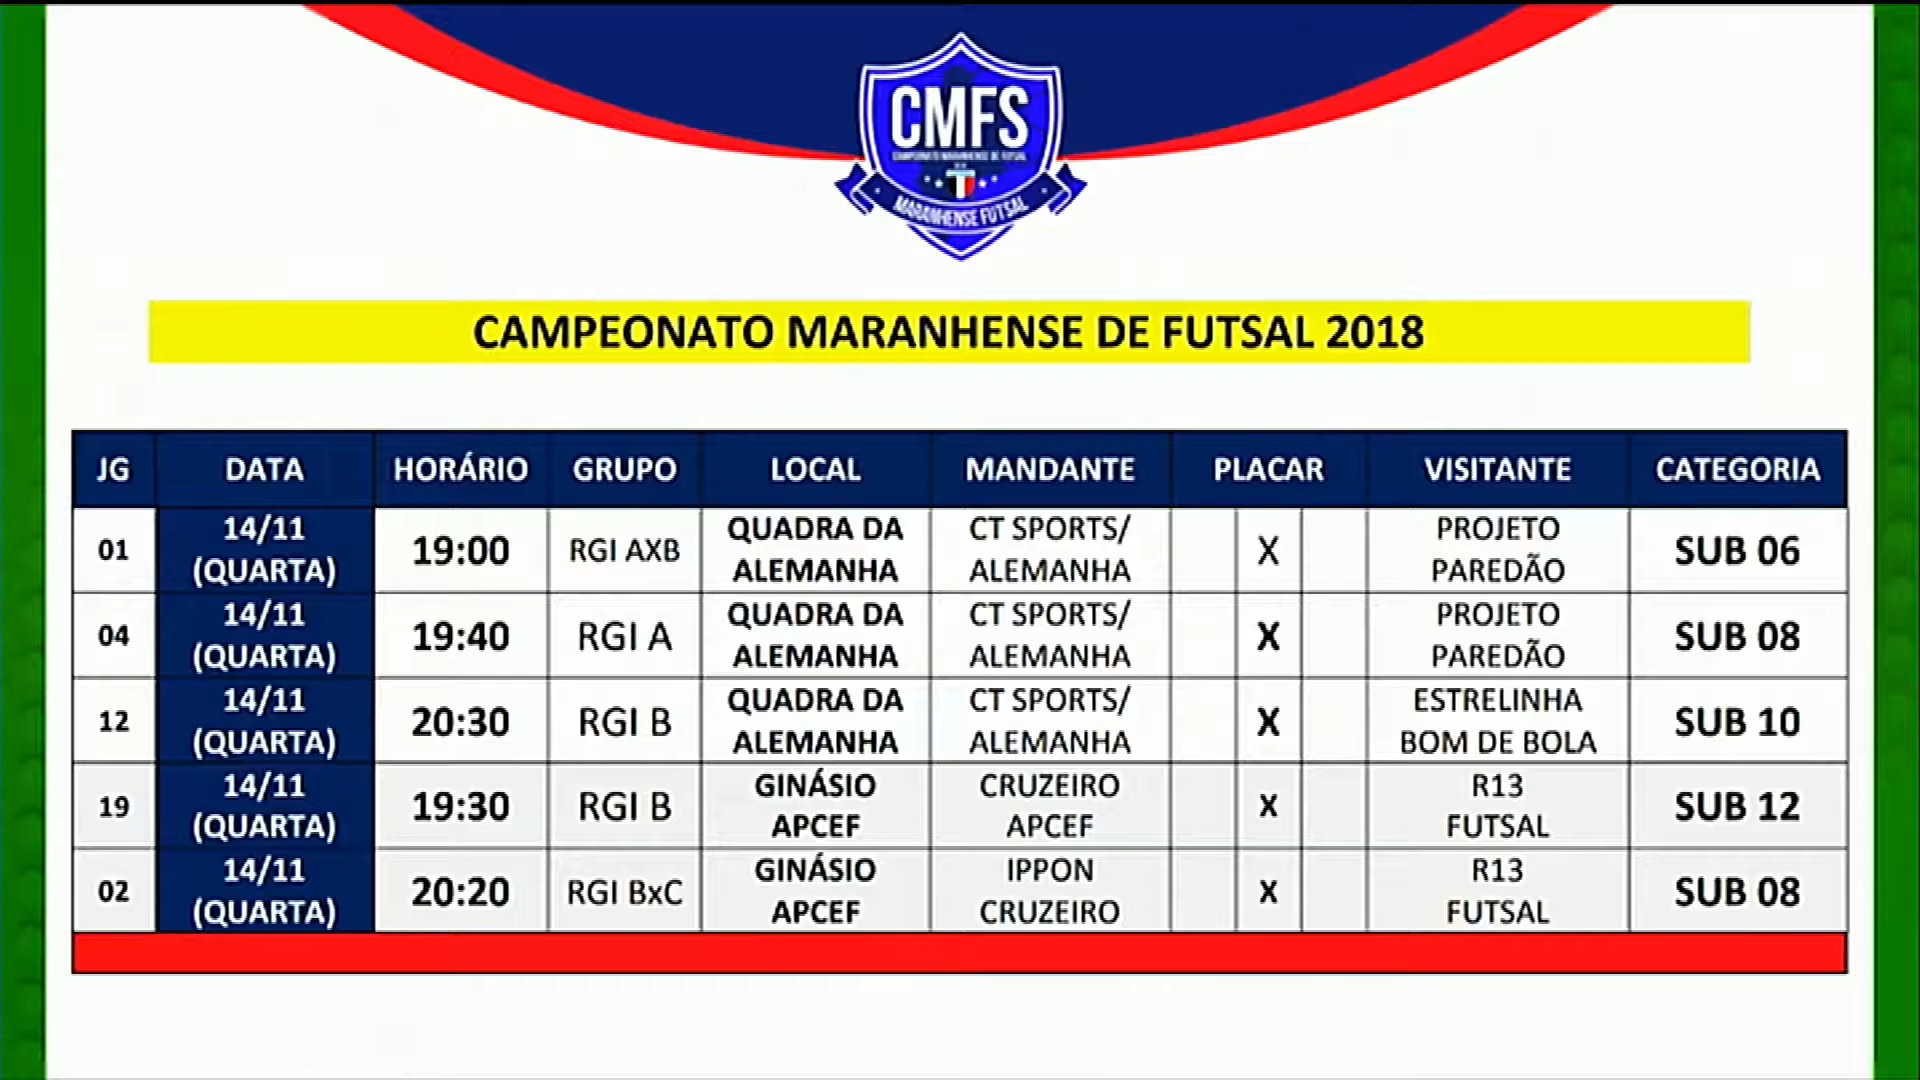 CMFS
CAMPEONATO MARANHENSE DE FUTSAL
MARANHENSE FUTSAL
CAMPEONATO MARANHENSE DE FUTSAL 2018
JG DATA HORÁRIO GRUPO LOCAL MANDANTE PLACAR VISITANTE CATEGORIA
01 14/11 (QUARTA) 19:00 RGI AXB QUADRA DA ALEMANHA CT SPORTS/ ALEMANHA X PROJETO PAREDÃO SUB 06
04 14/11 (QUARTA) 19:40 RGI A QUADRA DA ALEMANHA CT SPORTS/ ALEMANHA X PROJETO PAREDÃO SUB 08
12 14/11 (QUARTA) 20:30 RGI B QUADRA DA ALEMANHA CT SPORTS/ ALEMANHA X ESTRELINHA BOM DE BOLA SUB 10
19 14/11 (QUARTA) 19:30 RGI B GINÁSIO APCEF CRUZEIRO APCEF X R13 FUTSAL SUB 12
02 14/11 (QUARTA) 20:20 RGI BxC GINÁSIO APCEF IPPON CRUZEIRO X R13 FUTSAL SUB 08